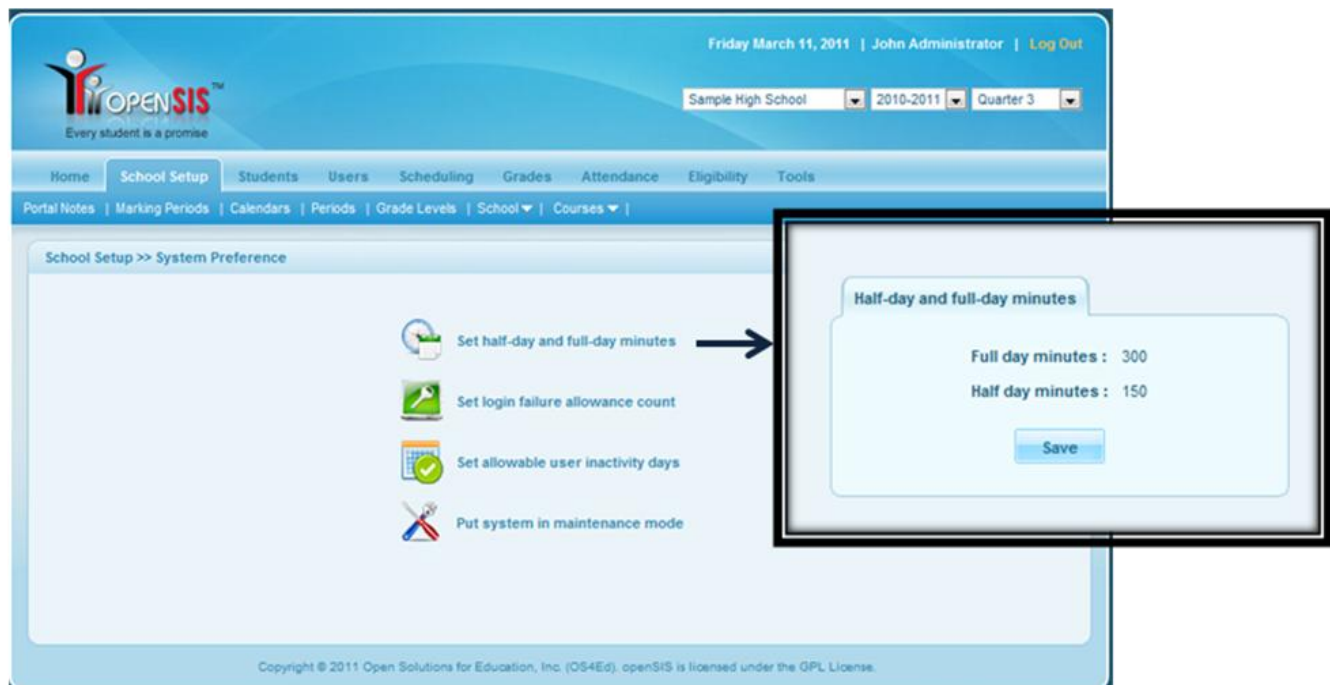 Friday March 11, 2011 | John Administrator | Log Out
OPENSIS™
Every student is a promise
Sample High School 2010-2011 Quarter 3
Home School Setup Students Users Scheduling Grades Attendance Eligibility Tools
Portal Notes | Marking Periods | Calendars | Periods | Grade Levels | School | Courses |
School Setup >> System Preference
Set half-day and full-day minutes
Set login failure allowance count
Set allowable user inactivity days
Put system in maintenance mode
Half-day and full-day minutes
Full day minutes : 300
Half day minutes : 150
Save
Copyright © 2011 Open Solutions for Education, Inc. (OS4Ed). openSIS is licensed under the GPL License.